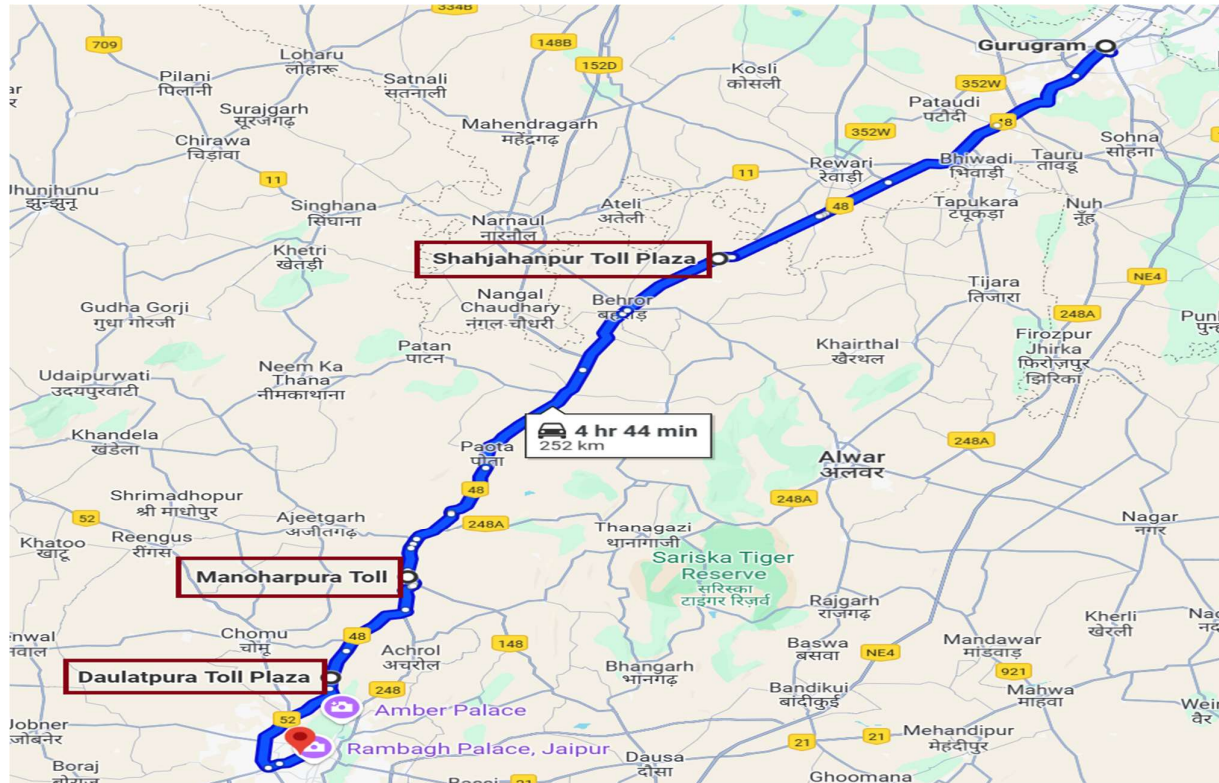 334B
709
148B
Loharu
लोहारू
Gurugram
152D
Kosli
कोसली
Pilani
पिलानी
Satnali
सतनाली
352W
Surajgarh
सूरजगढ़
Pataudi
पटौदी
48
Mahendragarh
महेंद्रगढ़
Chirawa
चिड़ावा
352W
Sohna
सोहना
Rewari
रेवाड़ी
Bhiwadi
भिवाड़ी
Tauru
तावडू
11
11
Jhunjhunu
झुन्झुनू
Singhana
सिंघाना
Ateli
अतेली
48
Tapukara
टपूकड़ा
Nuh
नूँह
Narnaul
नारनौल
Khetri
खेतड़ी
Shahjahanpur Toll Plaza
NE4
Tijara
तिजारा
Gudha Gorji
गुधा गोरजी
Nangal
Chaudhary
नंगल चौधरी
Behror
248A
Firozpur
Jhirka
फिरोज़पुर
झिरिका
Patan
पाटन
Khairthal
खैरथल
Neem Ka
Thana
नीमकाथाना
Udaipurwati
उदयपुरवाटी
4 hr 44 min
252 km
Khandela
खंडेला
Paota
पोता
248A
Alwar
अलवर
48
Shrimadhopur
श्री माधोपुर
248A
52
Ajeetgarh
अजीतगढ़
248A
Reengus
रींगस
Thanagazi
थानागाजी
Nagar
नगर
Khatoo
खाटू
Sariska Tiger
Reserve
सरिस्का
टाइगर रिज़र्व
Manoharpura Toll
Rajgarh
राजगढ़
Kherli
खेरली
Chomu
चोमू
48
148
Achrol
अचरोल
Baswa
बसवा
NE4
Mandawar
मांडवाड़
Bhangarh
भानगढ़
921
Daulatpura Toll Plaza
248
Bandikui
बांदीकुई
Mahwa
माहवा
Amber Palace
52
Jobner
जोबनेर
21
21
Mehandipur
मेहंदीपुर
Rambagh Palace, Jaipur
Dausa
दौसा
Boraj
Ghoomana
21